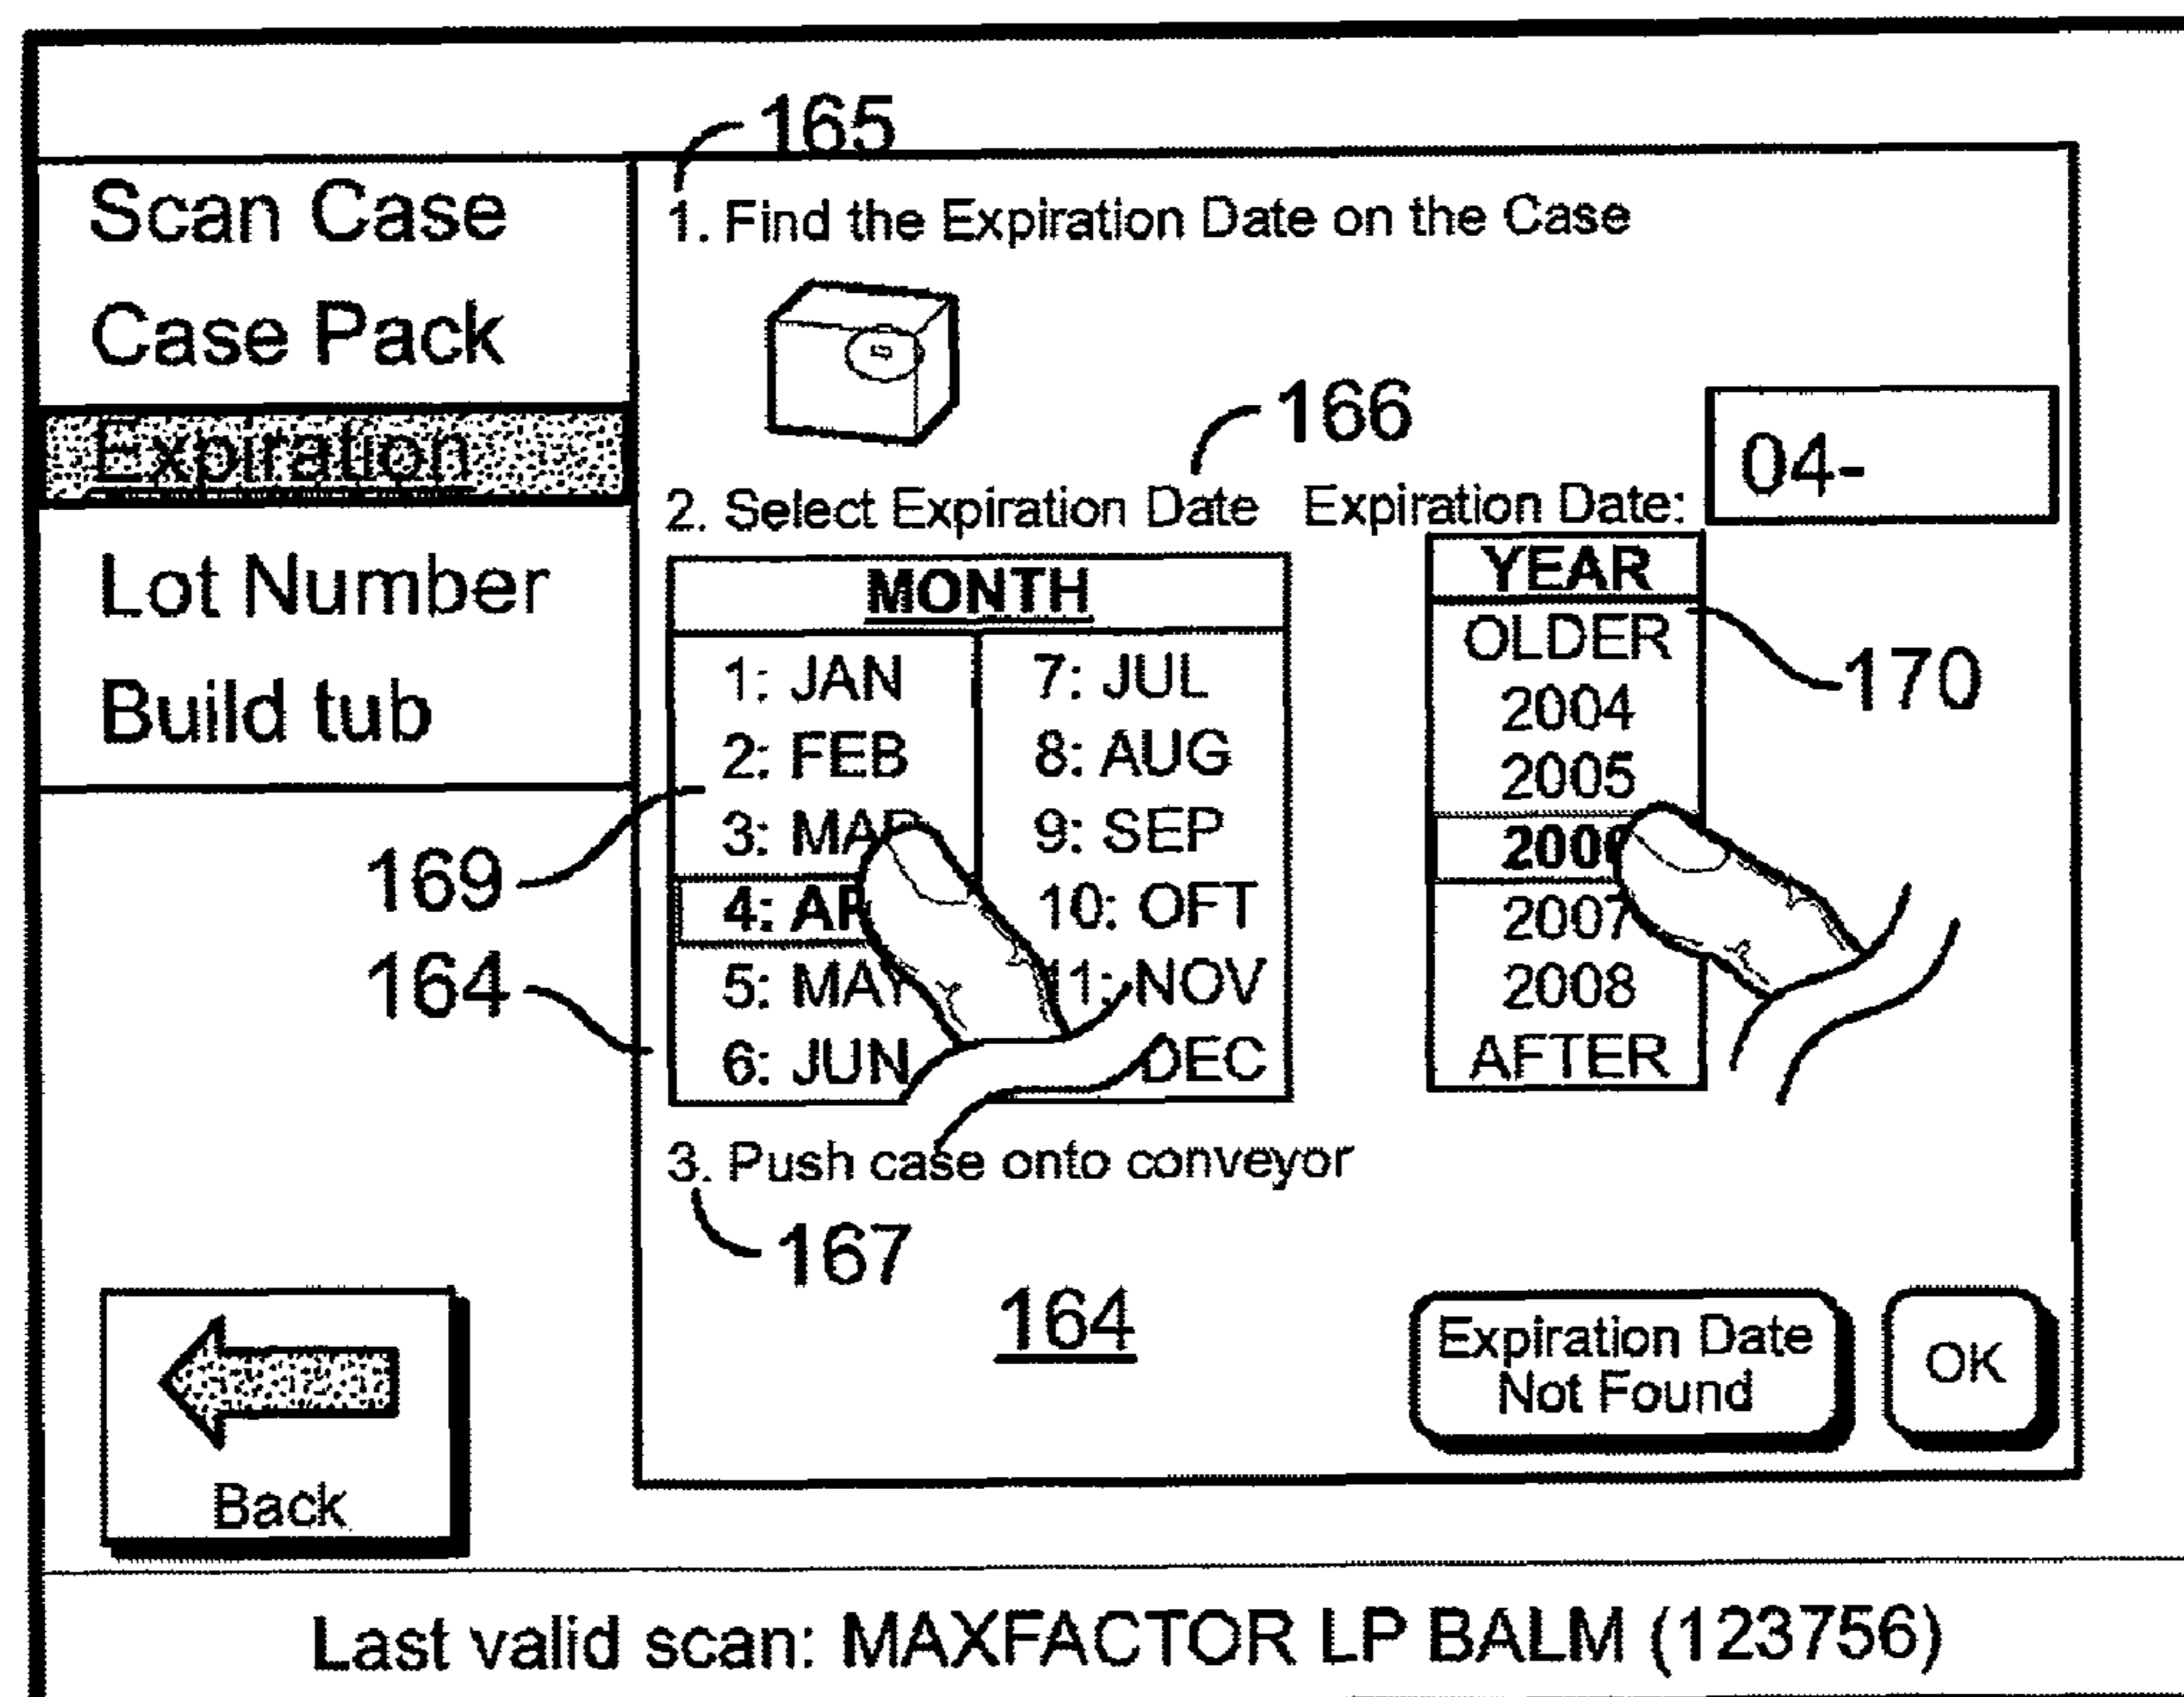 165
Scan Case
Case Pack
Expiration
Lot Number
Build tub
1. Find the Expiration Date on the Case
166
04-
2. Select Expiration Date Expiration Date:
MONTH
1: JAN 7: JUL
2: FEB 8: AUG
3: MAR 9: SEP
4: AP 10: OFT
5: MAY 11: NOV
6: JUN DEC
YEAR
OLDER
2004
2005
200
2007
2008
AFTER
170
169
164
3. Push case onto conveyor
167
164
Expiration Date
Not Found
OK
Back
Last valid scan: MAXFACTOR LP BALM (123756)